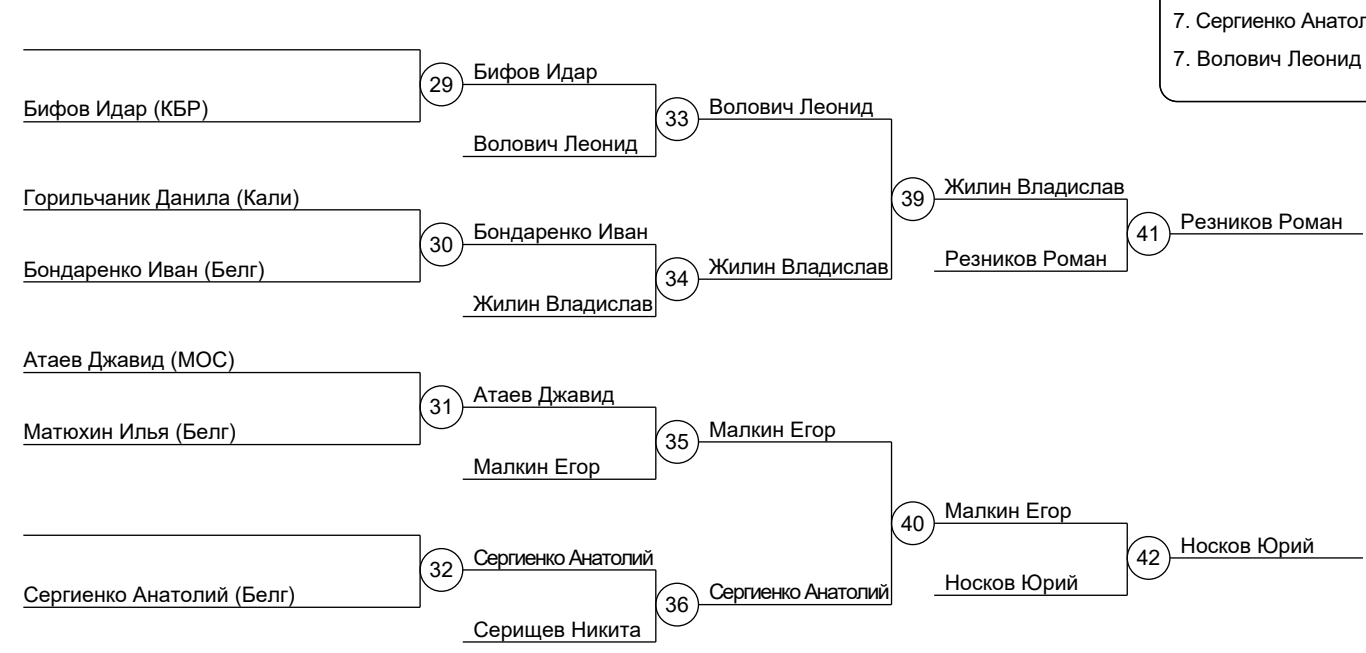 7. Сергиенко Анатол
7. Волович Леонид
29
Бифов Идар
Бифов Идар (КБР)
33
Волович Леонид
Волович Леонид
Горильчаник Данила (Кали)
39
Жилин Владислав
30
Бондаренко Иван
41
Резников Роман
Бондаренко Иван (Белг)
34
Жилин Владислав
Резников Роман
Жилин Владислав
Атаев Джавид (МОС)
31
Атаев Джавид
Матюхин Илья (Белг)
35
Малкин Егор
Малкин Егор
40
Малкин Егор
32
Сергиенко Анатолий
42
Носков Юрий
Сергиенко Анатолий (Белг)
36
Сергиенко Анатолий
Носков Юрий
Серищев Никита